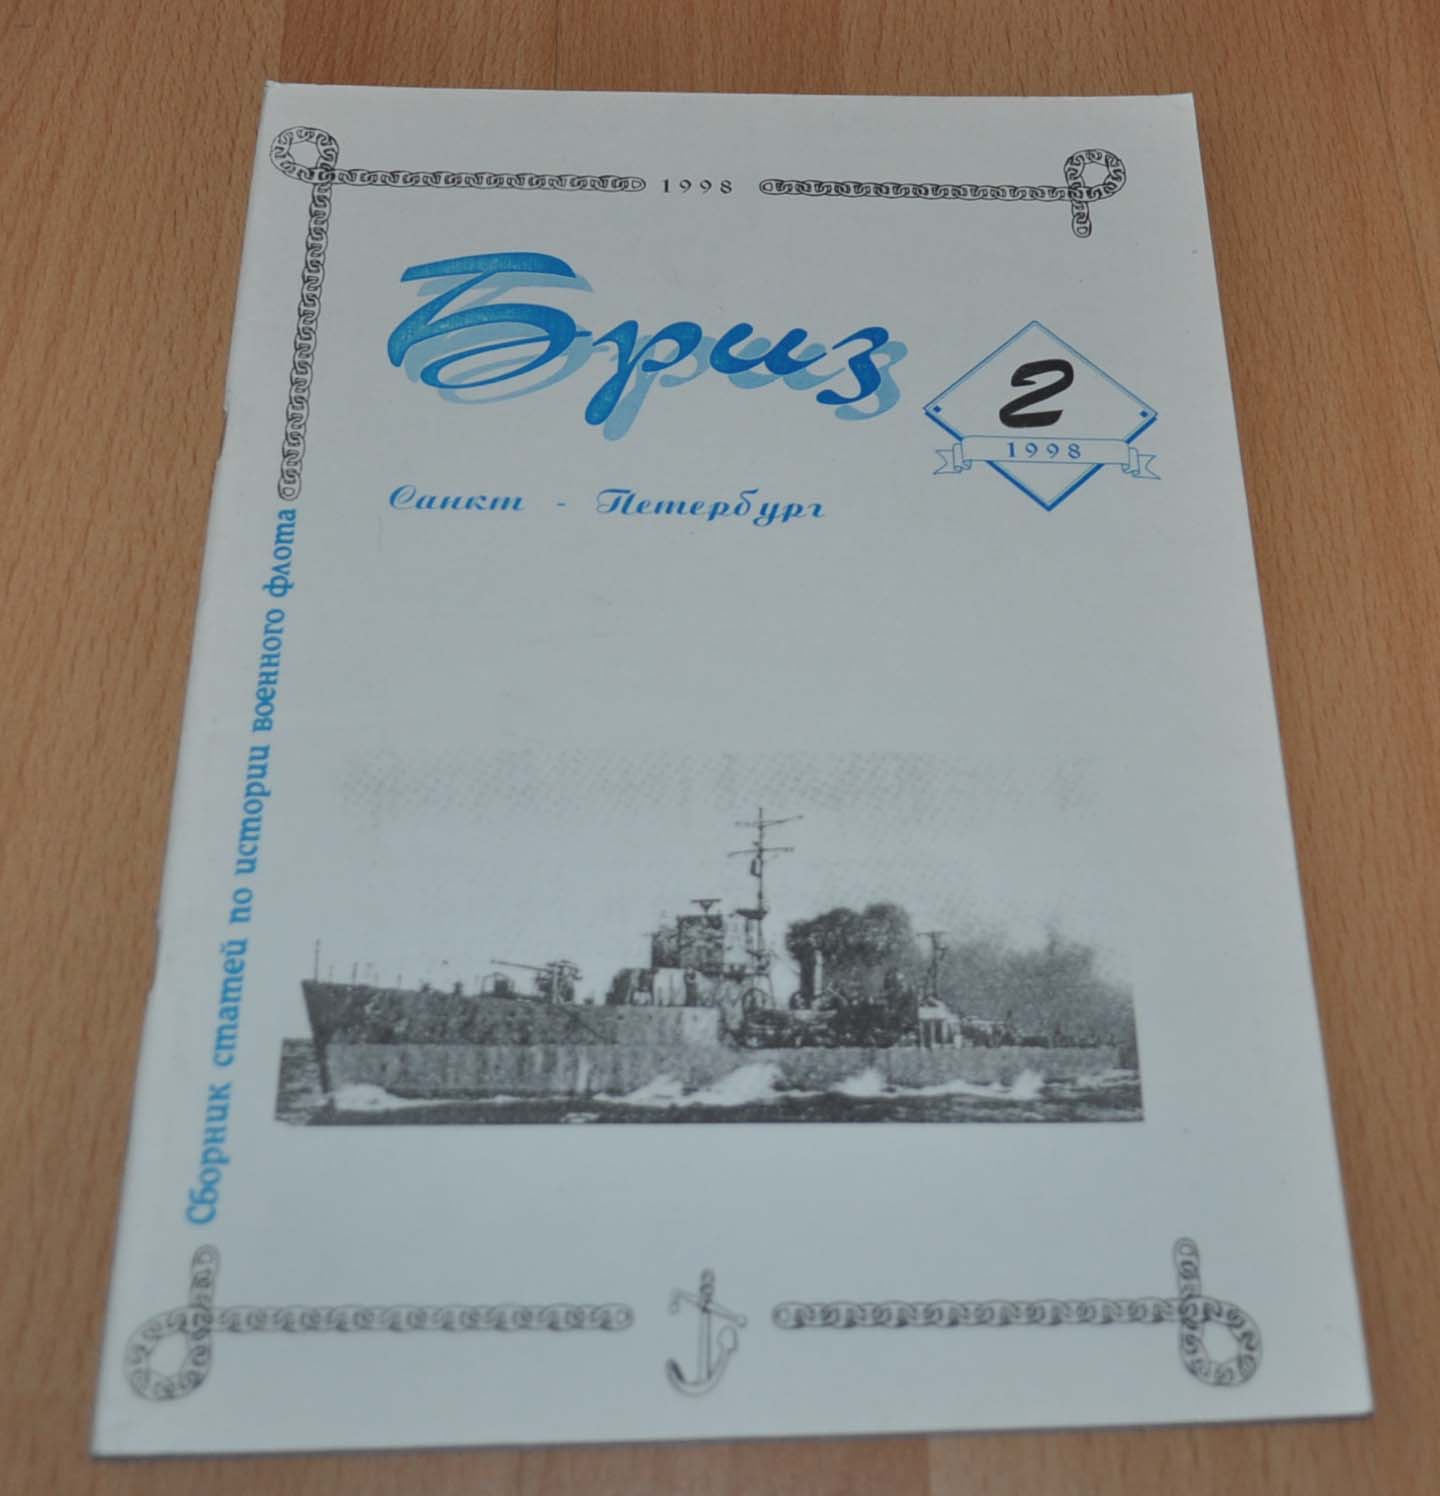 1998
Бриз
2
1998
Санкт - Петербург
Сборник статей по истории военного флота